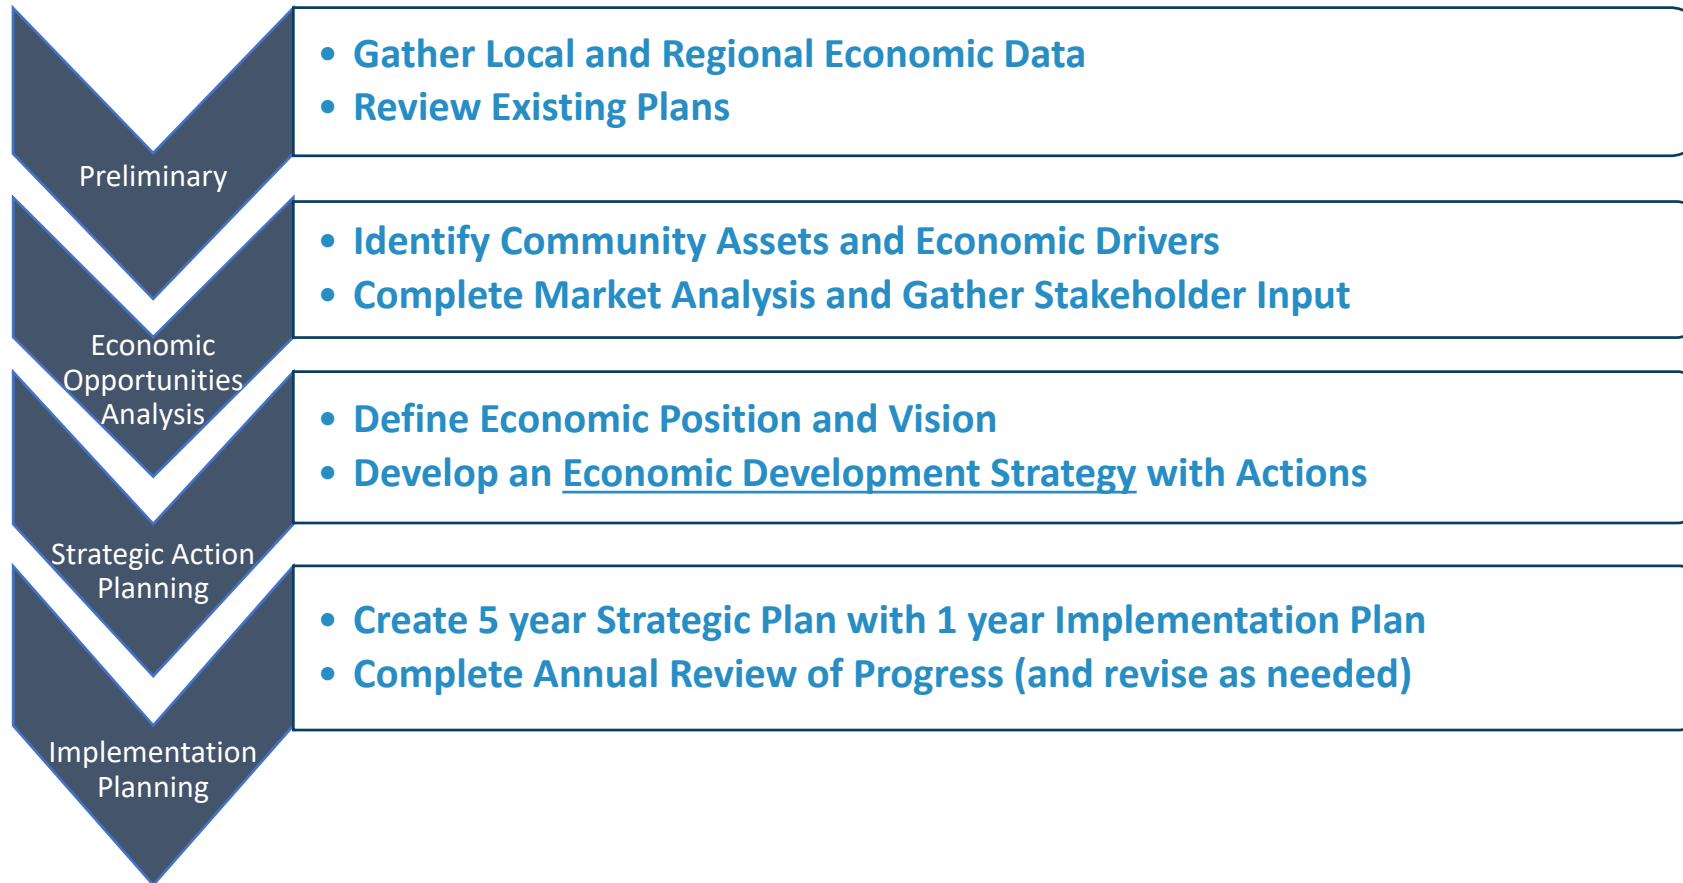 Preliminary
• Gather Local and Regional Economic Data
• Review Existing Plans
Economic
Opportunities
Analysis
• Identify Community Assets and Economic Drivers
• Complete Market Analysis and Gather Stakeholder Input
Strategic Action
Planning
• Define Economic Position and Vision
• Develop an Economic Development Strategy with Actions
Implementation
Planning
• Create 5 year Strategic Plan with 1 year Implementation Plan
• Complete Annual Review of Progress (and revise as needed)